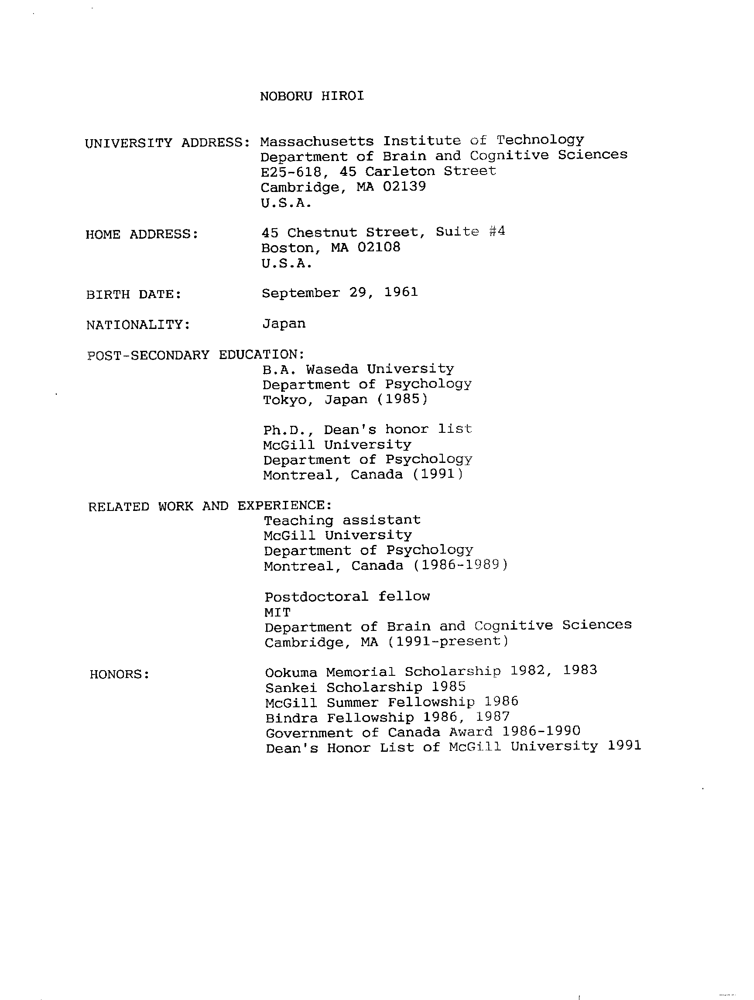 NOBORU HIROI
UNIVERSITY ADDRESS: Massachusetts Institute of Technology
Department of Brain and Cognitive Sciences
E25-618, 45 Carleton Street
Cambridge, MA 02139
U.S.A.
HOME ADDRESS: 45 Chestnut Street, Suite #4
Boston, MA 02108
U.S.A.
BIRTH DATE: September 29, 1961
NATIONALITY: Japan
POST-SECONDARY EDUCATION:
B.A. Waseda University
Department of Psychology
Tokyo, Japan (1985)
Ph.D., Dean's honor list
McGill University
Department of Psychology
Montreal, Canada (1991)
RELATED WORK AND EXPERIENCE:
Teaching assistant
McGill University
Department of Psychology
Montreal, Canada (1986-1989)
Postdoctoral fellow
MIT
Department of Brain and Cognitive Sciences
Cambridge, MA (1991-present)
HONORS: Ookuma Memorial Scholarship 1982, 1983
Sankei Scholarship 1985
McGill Summer Fellowship 1986
Bindra Fellowship 1986, 1987
Government of Canada Award 1986-1990
Dean's Honor List of McGill University 1991